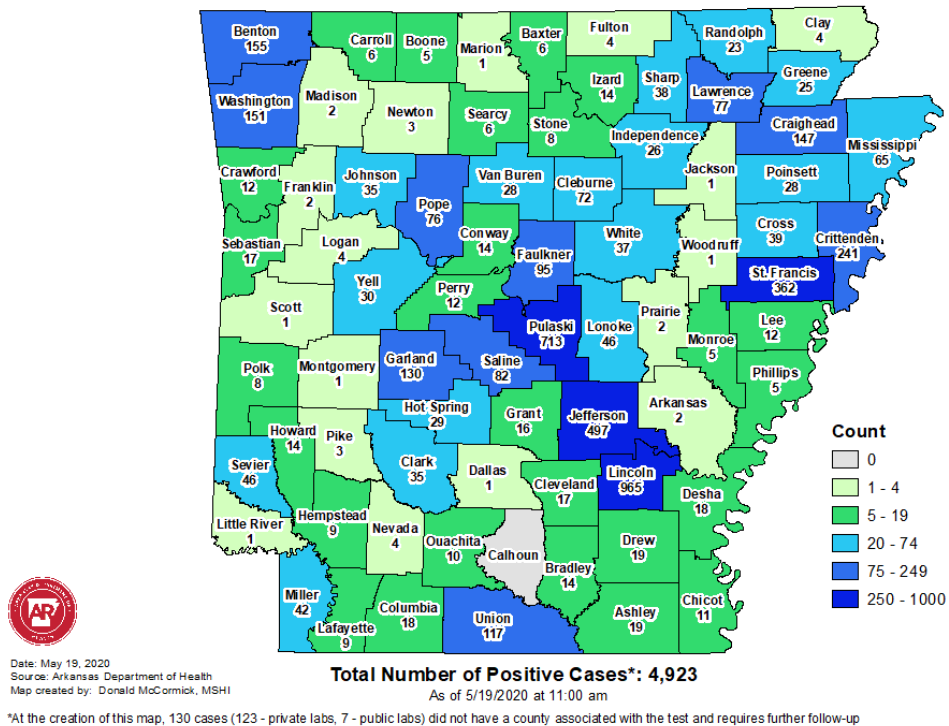 Benton
155
Carroll
6
Boone
5
Marion
1
Baxter
6
Fulton
4
Randolph
23
Clay
4
Washington
151
Madison
2
Newton
3
Searcy
6
Stone
8
Izard
14
Sharp
38
Lawrence
77
Greene
25
Craighead
147
Mississippi
65
Independence
26
Crawford
12
Franklin
2
Johnson
35
Pope
76
Van Buren
28
Cleburne
72
Jackson
1
Poinsett
28
Sebastian
17
Logan
4
Conway
14
Faulkner
95
White
37
Woodruff
1
Cross
39
Crittenden
241
St. Francis
362
Yell
30
Perry
12
Scott
1
Pulaski
713
Lonoke
46
Prairie
2
Monroe
5
Lee
12
Phillips
5
Polk
8
Montgomery
1
Garland
130
Saline
82
Hot Spring
29
Grant
16
Jefferson
497
Arkansas
2
Howard
14
Pike
3
Clark
35
Dallas
1
Cleveland
17
Lincoln
965
Desha
18
Sevier
46
Little River
1
Hempstead
9
Nevada
4
Ouachita
10
Calhoun
Bradley
14
Drew
19
Miller
42
Lafayette
9
Columbia
18
Union
117
Ashley
19
Chicot
11
Count
0
1 - 4
5 - 19
20 - 74
75 - 249
250 - 1000
AR
Date: May 19, 2020
Source: Arkansas Department of Health
Map created by: Donald McCormick, MSHI
Total Number of Positive Cases*: 4,923
As of 5/19/2020 at 11:00 am
*At the creation of this map, 130 cases (123 - private labs, 7 - public labs) did not have a county associated with the test and requires further follow-up